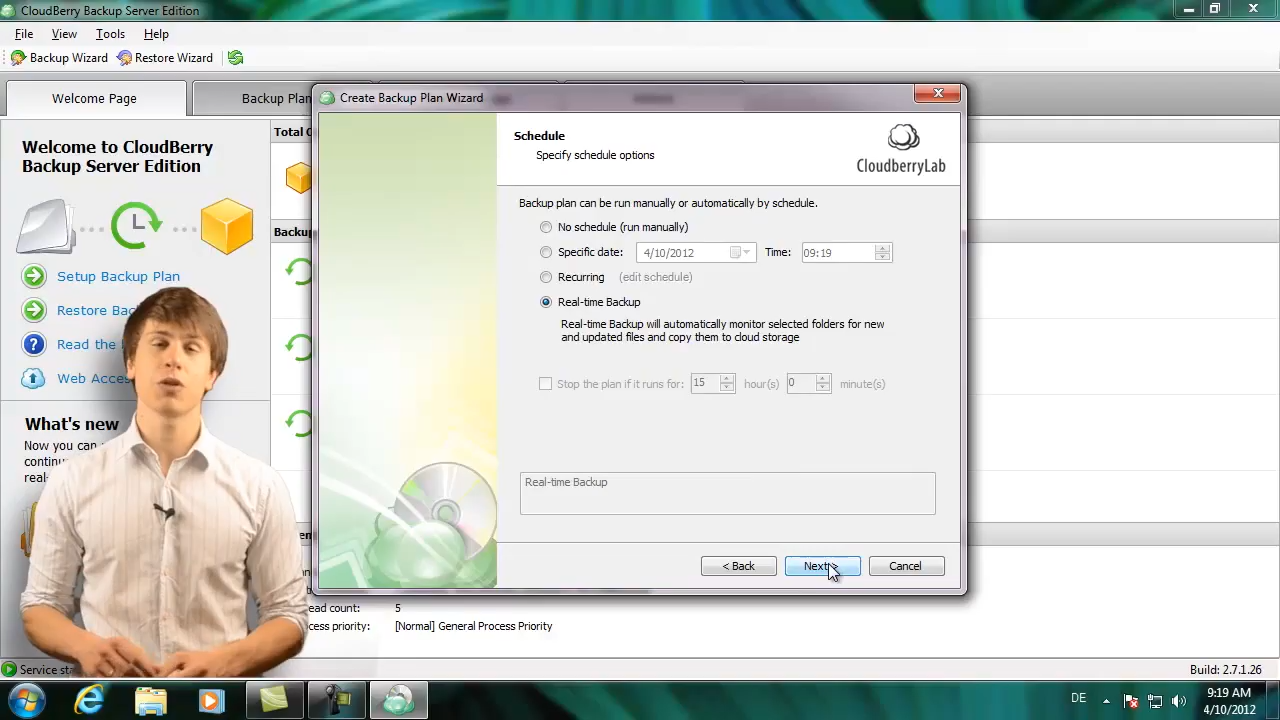 CloudBerry Backup Server Edition
File View Tools Help
Backup Wizard Restore Wizard
Welcome Page
Backup Plan
Welcome to CloudBerry
Backup Server Edition
Setup Backup Plan
Restore Bac
Read the
Web Acces
What's new
Now you can
continu
real-
Total C
Backup
ead count: 5
cess priority: [Normal] General Process Priority
Service sta
Build: 2.7.1.26
Create Backup Plan Wizard
Schedule
Specify schedule options
CloudberryLab
Backup plan can be run manually or automatically by schedule.
No schedule (run manually)
Specific date: 4/10/2012 Time: 09:19
Recurring (edit schedule)
Real-time Backup
Real-time Backup will automatically monitor selected folders for new
and updated files and copy them to cloud storage
Stop the plan if it runs for: 15 hour(s) 0 minute(s)
Real-time Backup
< Back Next > Cancel
DE
9:19 AM
4/10/2012